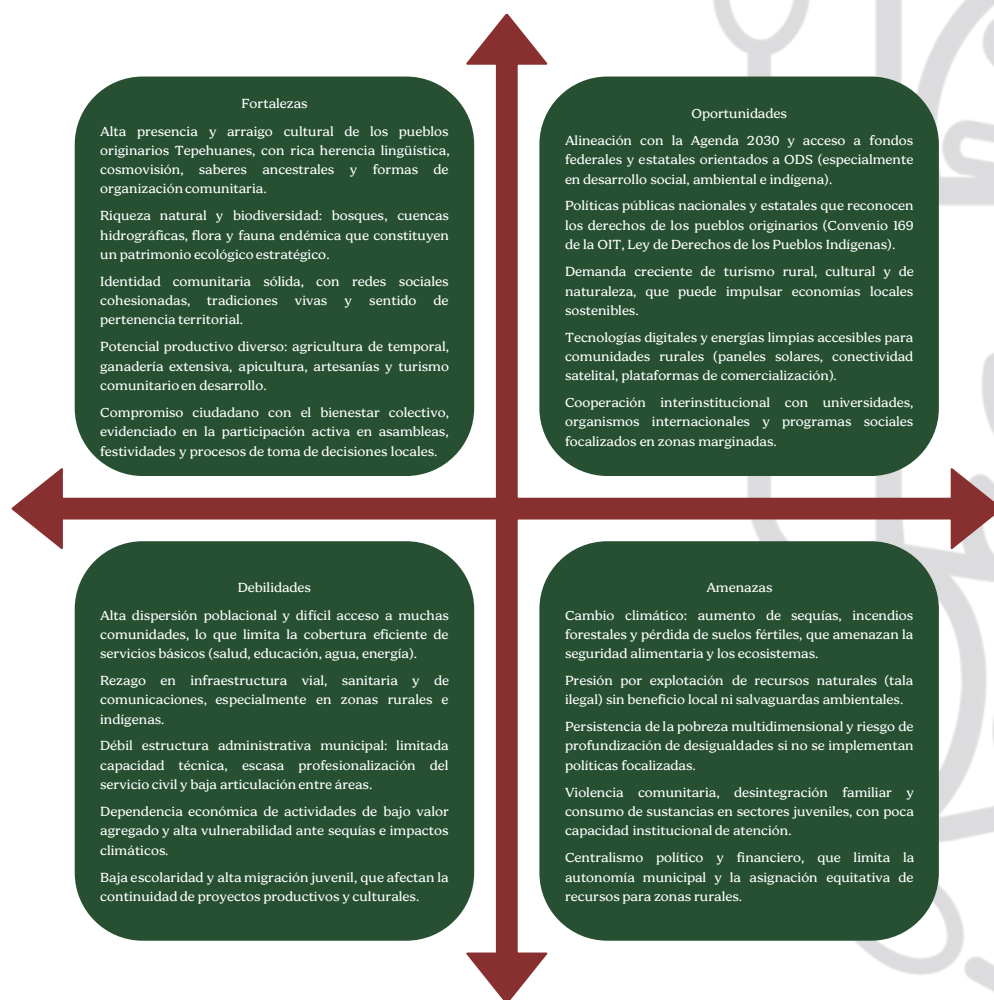 Fortalezas
Alta presencia y arraigo cultural de los pueblos
originarios Tepehuanes, con rica herencia lingüística,
cosmovisión, saberes ancestrales y formas de
organización comunitaria.
Riqueza natural y biodiversidad: bosques, cuencas
hidrográficas, flora y fauna endémica que constituyen
un patrimonio ecológico estratégico.
Identidad comunitaria sólida, con redes sociales
cohesionadas, tradiciones vivas y sentido de
pertenencia territorial.
Potencial productivo diverso: agricultura de temporal,
ganadería extensiva, apicultura, artesanías y turismo
comunitario en desarrollo.
Compromiso ciudadano con el bienestar colectivo,
evidenciado en la participación activa en asambleas,
festividades y procesos de toma de decisiones locales.
Oportunidades
Alineación con la Agenda 2030 y acceso a fondos
federales y estatales orientados a ODS (especialmente
en desarrollo social, ambiental e indígena).
Políticas públicas nacionales y estatales que reconocen
los derechos de los pueblos originarios (Convenio 169
de la OIT, Ley de Derechos de los Pueblos Indígenas).
Demanda creciente de turismo rural, cultural y de
naturaleza, que puede impulsar economías locales
sostenibles.
Tecnologías digitales y energías limpias accesibles para
comunidades rurales (paneles solares, conectividad
satelital, plataformas de comercialización).
Cooperación interinstitucional con universidades,
organismos internacionales y programas sociales
focalizados en zonas marginadas.
Debilidades
Alta dispersión poblacional y difícil acceso a muchas
comunidades, lo que limita la cobertura eficiente de
servicios básicos (salud, educación, agua, energía).
Rezago en infraestructura vial, sanitaria y de
comunicaciones, especialmente en zonas rurales e
indígenas.
Débil estructura administrativa municipal: limitada
capacidad técnica, escasa profesionalización del
servicio civil y baja articulación entre áreas.
Dependencia económica de actividades de bajo valor
agregado y alta vulnerabilidad ante sequías e impactos
climáticos.
Baja escolaridad y alta migración juvenil, que afectan la
continuidad de proyectos productivos y culturales.
Amenazas
Cambio climático: aumento de sequías, incendios
forestales y pérdida de suelos fértiles, que amenazan la
seguridad alimentaria y los ecosistemas.
Presión por explotación de recursos naturales (tala
ilegal) sin beneficio local ni salvaguardas ambientales.
Persistencia de la pobreza multidimensional y riesgo de
profundización de desigualdades si no se implementan
políticas focalizadas.
Violencia comunitaria, desintegración familiar y
consumo de sustancias en sectores juveniles, con poca
capacidad institucional de atención.
Centralismo político y financiero, que limita la
autonomía municipal y la asignación equitativa de
recursos para zonas rurales.